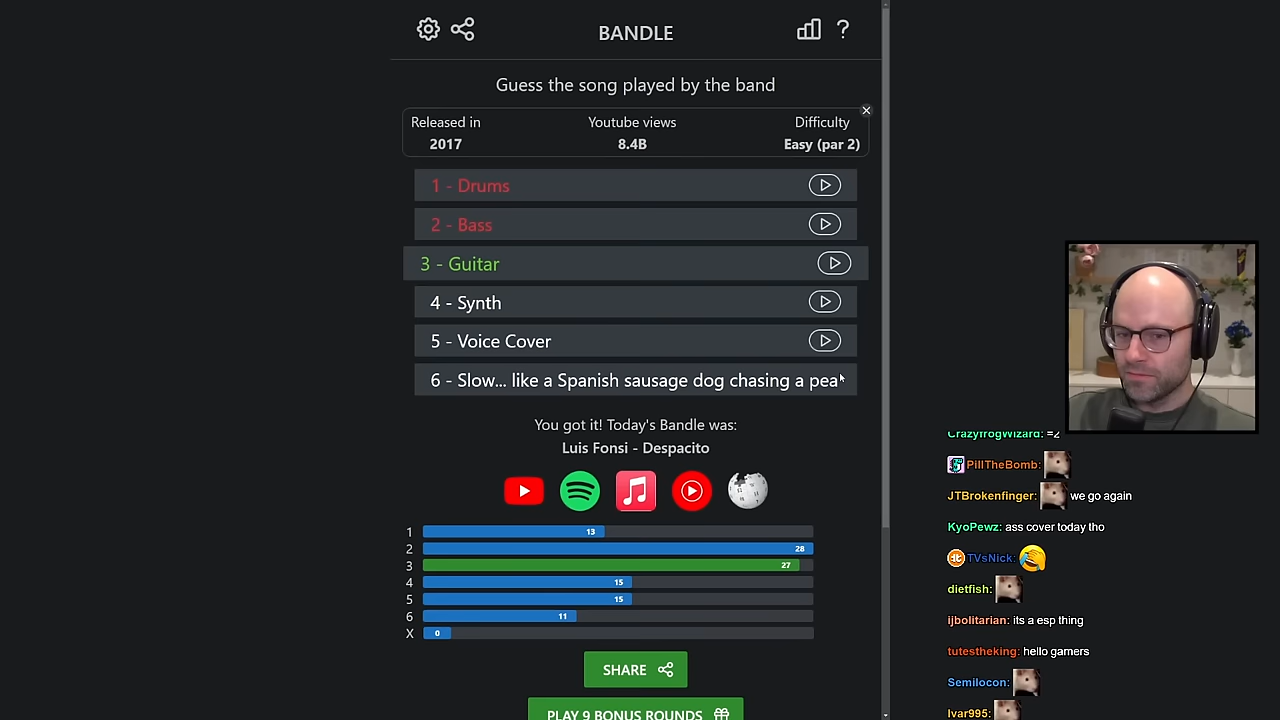 BANDLE
?
Guess the song played by the band
Released in
Youtube views
Difficulty
2017
8.4B
Easy (par 2)
1 - Drums
2 - Bass
3 - Guitar
4 - Synth
5 - Voice Cover
6 - Slow... like a Spanish sausage dog chasing a pea
You got it! Today's Bandle was:
Luis Fonsi - Despacito
1 13
2 28
3 27
4 15
5 15
6 11
X 0
SHARE
PLAY 9 BONUS ROUNDS
CrazyfrogWizard: =2
PillTheBomb:
JTBrokenfinger: we go again
KyoPewz: ass cover today tho
TVsNick:
dietfish:
ijbolitarian: its a esp thing
tutestheking: hello gamers
Semilocon:
Ivar995: